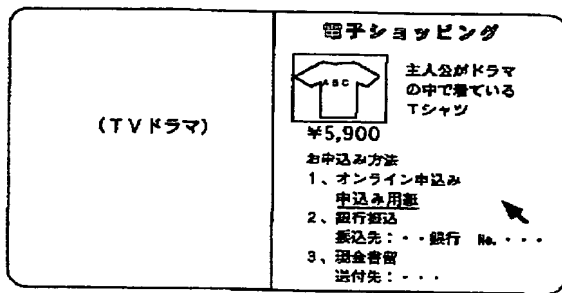 (TVドラマ)
電子ショッピング
ABC
主人公がドラマ
の中で着ている
Tシャツ
¥5,900
お申込み方法
1、オンライン申込み
申込み用紙
2、銀行振込
振込先:・・銀行 No.・・・
3、現金書留
送付先:・・・